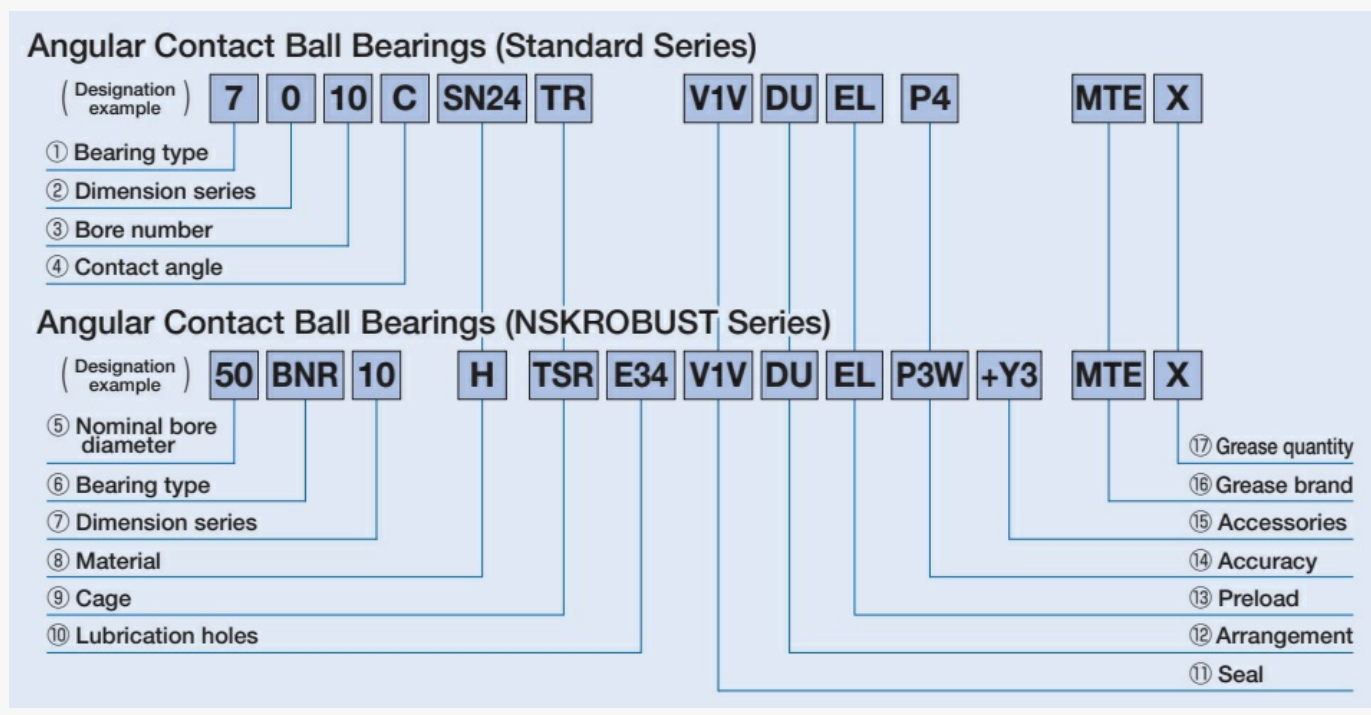 Angular Contact Ball Bearings (Standard Series)
(Designation example) 7 0 10 C SN24 TR V1V DU EL P4 MTE X
① Bearing type
② Dimension series
③ Bore number
④ Contact angle
Angular Contact Ball Bearings (NSKROBUST Series)
(Designation example) 50 BNR 10 H TSR E34 V1V DU EL P3W +Y3 MTE X
⑤ Nominal bore
diameter
⑰ Grease quantity
⑥ Bearing type
⑯ Grease brand
⑦ Dimension series
⑮ Accessories
⑧ Material
⑭ Accuracy
⑨ Cage
⑬ Preload
⑩ Lubrication holes
⑫ Arrangement
⑪ Seal